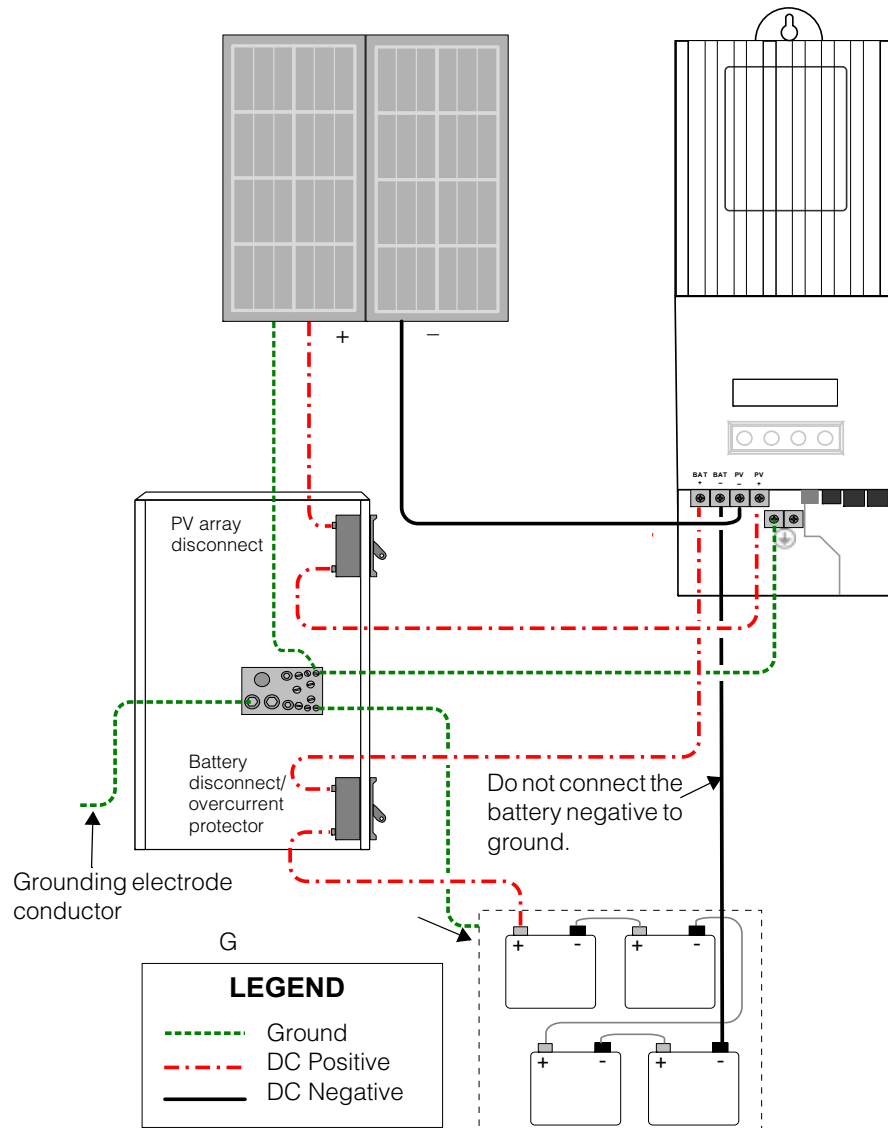 + −
BAT BAT PV PV
+ − − +
PV array
disconnect
Battery
disconnect/
overcurrent
protector
Do not connect the
battery negative to
ground.
Grounding electrode
conductor
G
+ - + -
+ - + -
LEGEND
Ground
DC Positive
DC Negative